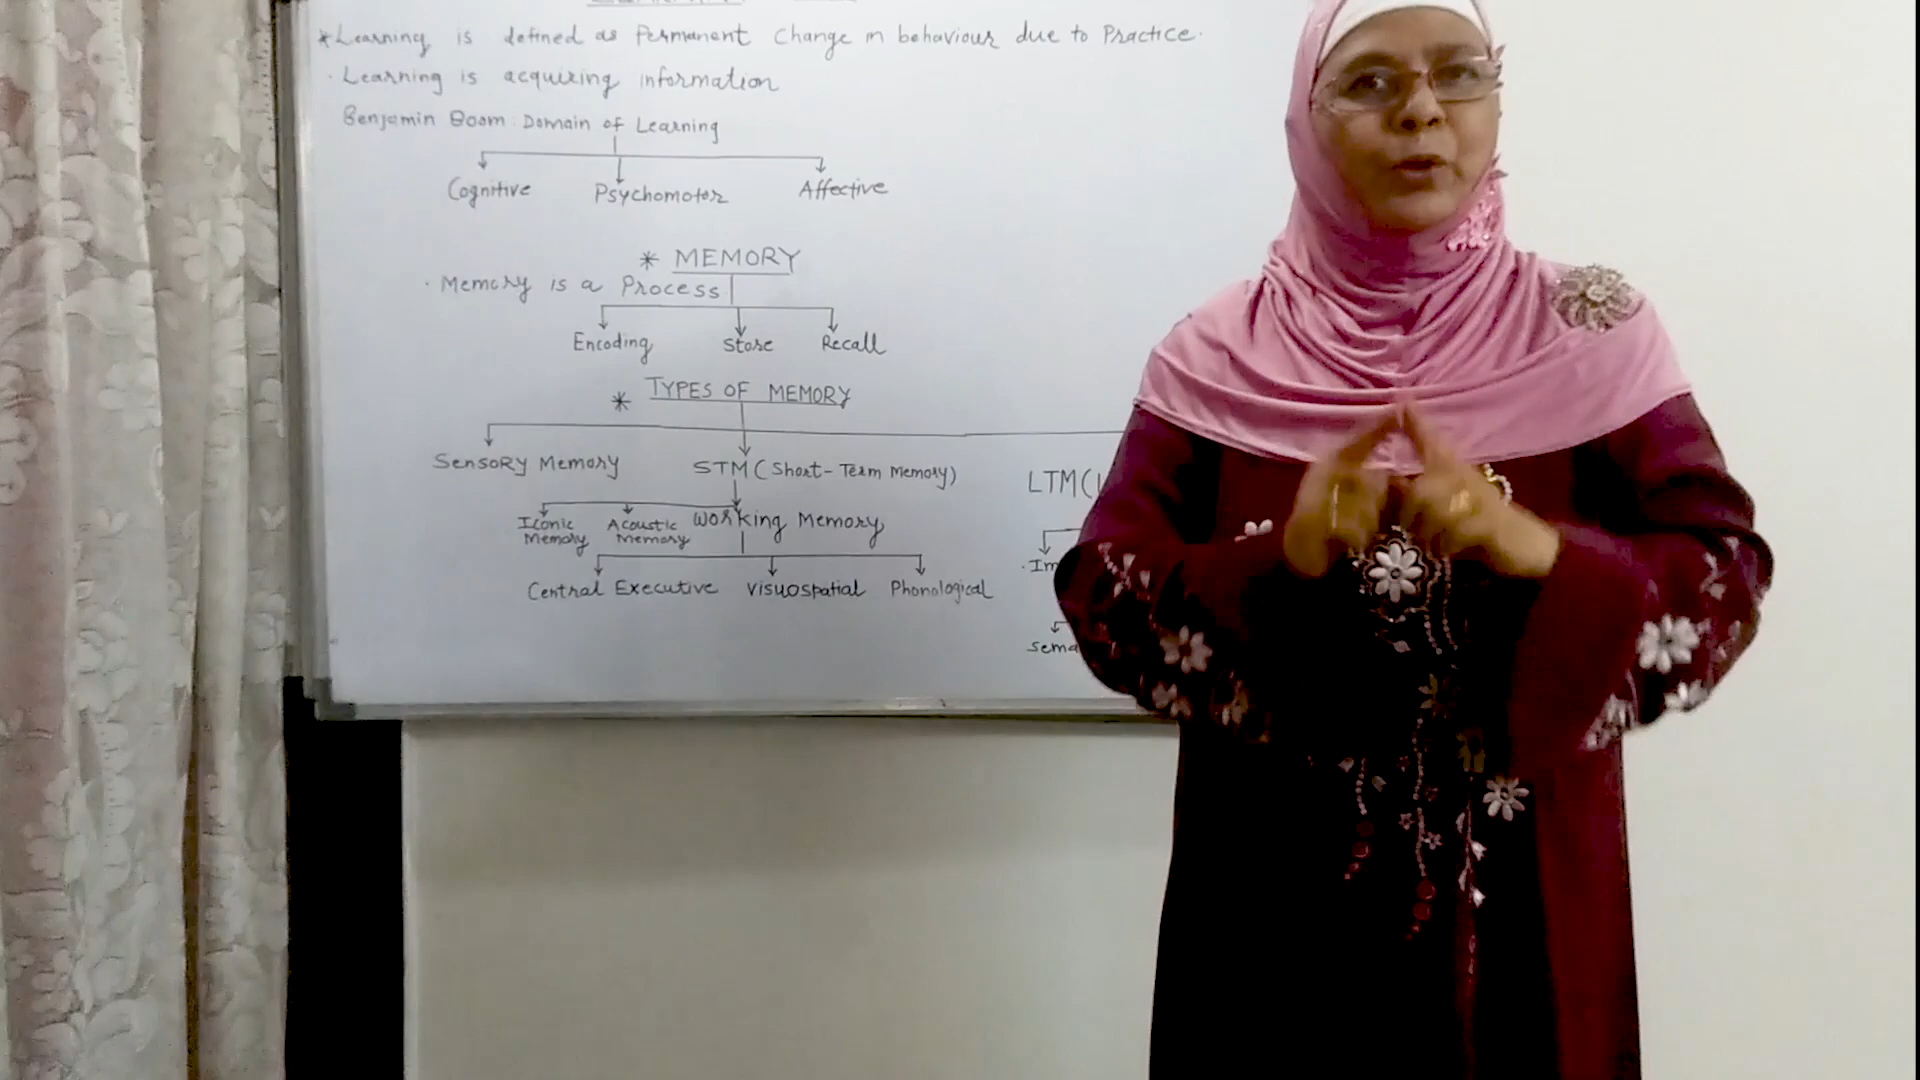 * Learning is defined as Permanent Change in behaviour due to Practice.
· Learning is acquiring information
Benjamin Boom: Domain of Learning
Cognitive Psychomotor Affective
* MEMORY
· Memory is a Process
Encoding Store Recall
* TYPES OF MEMORY
Sensory Memory STM (Short-Term Memory) LTM (
Iconic Memory Acoustic Memory Working Memory
Central Executive Visuospatial Phonological